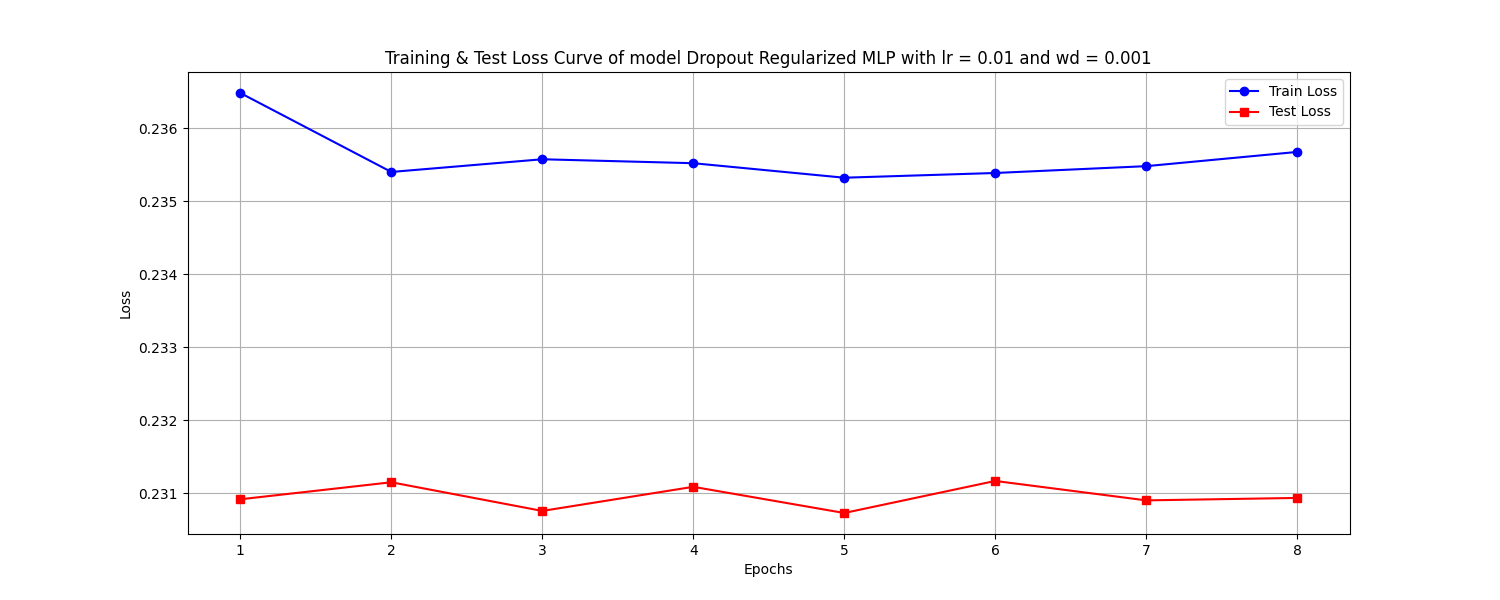 Training & Test Loss Curve of model Dropout Regularized MLP with lr = 0.01 and wd = 0.001
Train Loss
Test Loss
0.236
0.235
0.234
0.233
0.232
0.231
Loss
1 2 3 4 5 6 7 8
Epochs